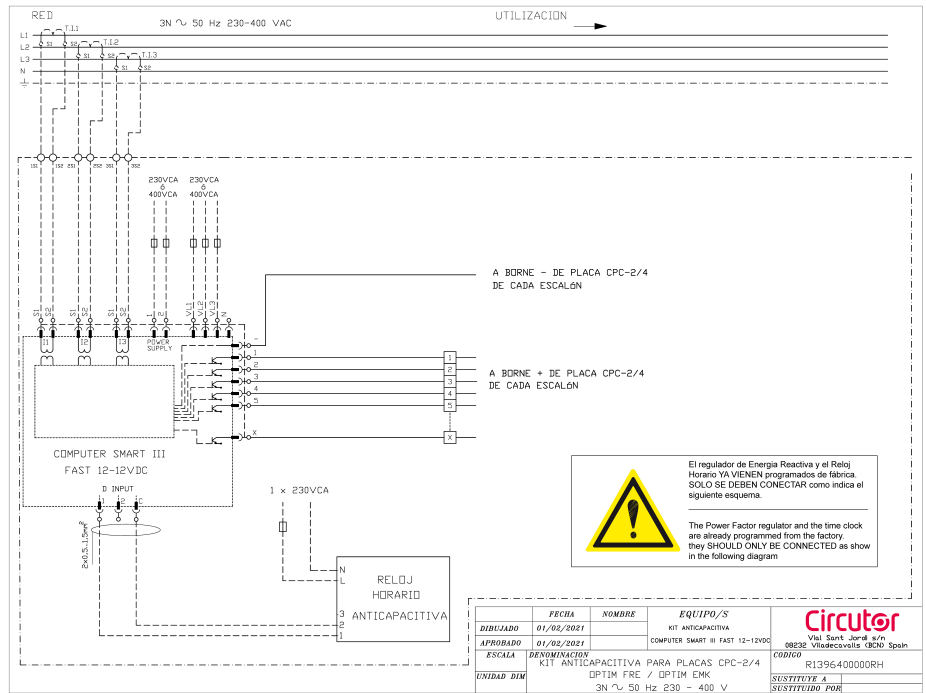 RED
UTILIZACIÓN
3N ~ 50 Hz 230-400 VAC
L1
L2
L3
N
T.I.1
T.I.2
T.I.3
S1
S2
S1
S2
S1
S2
1S1
1S2
2S1
2S2
3S1
3S2
230VCA
ó
400VCA
230VCA
ó
400VCA
A BORNE - DE PLACA CPC-2/4
DE CADA ESCALóN
S1
S2
S1
S2
S1
S2
1
2
VL1
VL2
VL3
N
I1
I2
I3
POWER
SUPPLY
-
1
2
3
4
5
X
1
2
3
4
5
X
A BORNE + DE PLACA CPC-2/4
DE CADA ESCALóN
COMPUTER SMART III
FAST 12-12VDC
D INPUT
1
2
C
2x0,5..1,5mm²
1 x 230VCA
N
L
3
2
1
RELOJ
HORARIO
ANTICAPACITIVA
El regulador de Energia Reactiva y el Reloj
Horario YA VIENEN programados de fábrica.
SOLO SE DEBEN CONECTAR como indica el
siguiente esquema.
The Power Factor regulator and the time clock
are already programmed from the factory.
they SHOULD ONLY BE CONNECTED as show
in the following diagram
FECHA
NOMBRE
EQUIPO/S
DIBUJADO
01/02/2021
KIT ANTICAPACITIVA
APROBADO
01/02/2021
COMPUTER SMART III FAST 12-12VDC
Circutor
Vial Sant Jordi s/n
08232 Viladecavalls (BCN) Spain
ESCALA
DENOMINACION
KIT ANTICAPACITIVA PARA PLACAS CPC-2/4
OPTIM FRE / OPTIM EMK
3N ~ 50 Hz 230 - 400 V
UNIDAD DIM
CODIGO
R1396400000RH
SUSTITUYE A
SUSTITUIDO POR